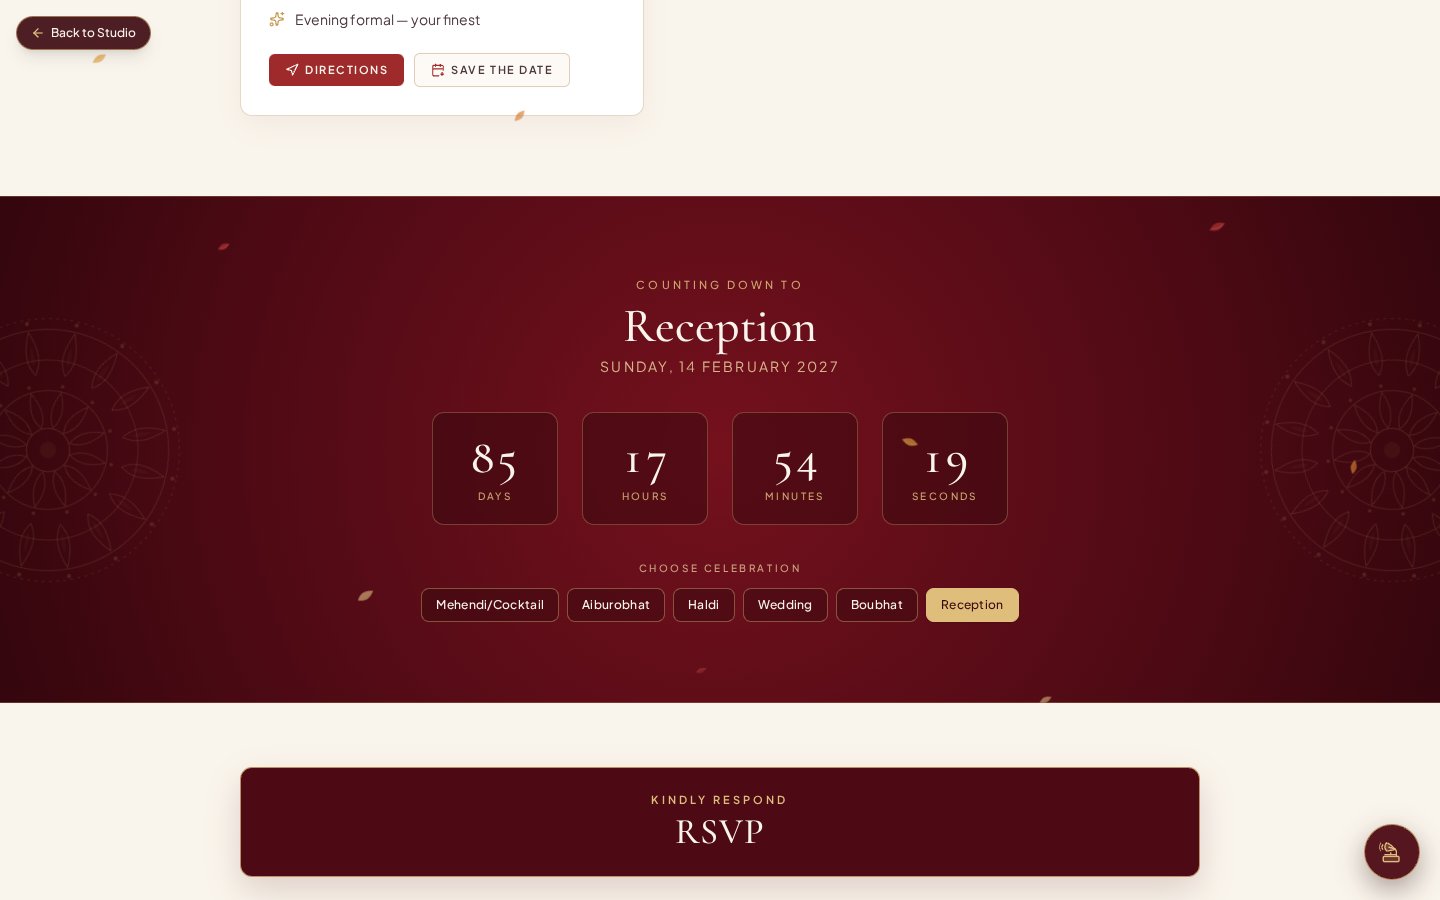 Back to Studio
Evening formal — your finest
DIRECTIONS
SAVE THE DATE
COUNTING DOWN TO
Reception
SUNDAY, 14 FEBRUARY 2027
85 17 54 19
DAYS HOURS MINUTES SECONDS
CHOOSE CELEBRATION
Mehendi/Cocktail Aiburobhat Haldi Wedding Boubhat Reception
KINDLY RESPOND
RSVP